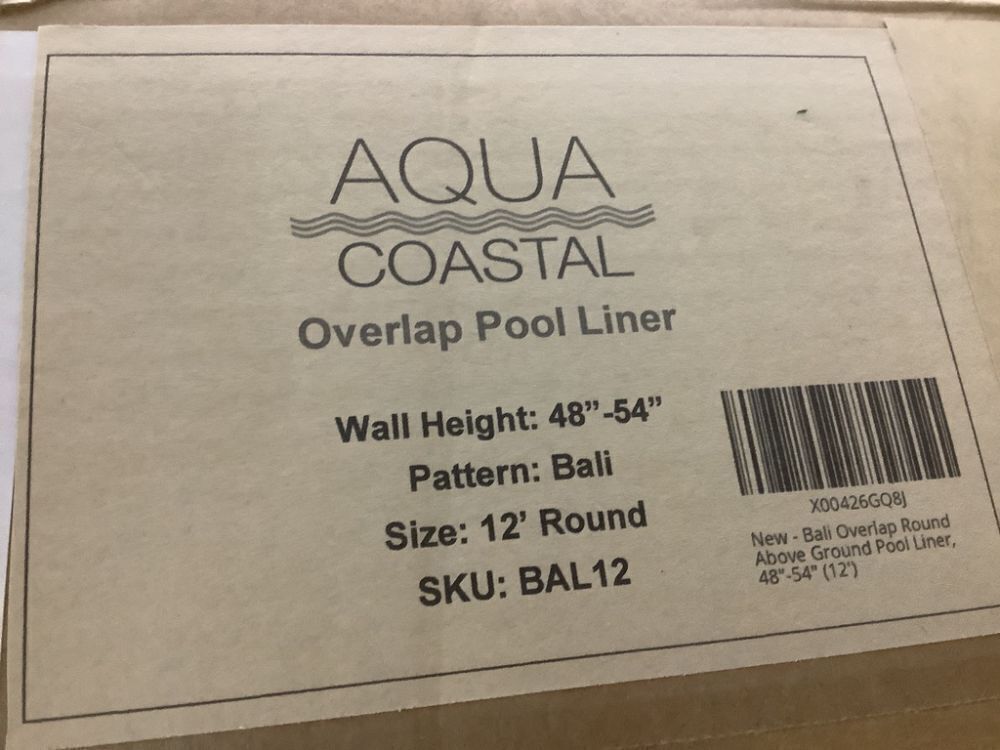 AQUA
COASTAL
Overlap Pool Liner
Wall Height: 48”-54”
Pattern: Bali
Size: 12’ Round
SKU: BAL12
X00426GQ8J
New - Bali Overlap Round
Above Ground Pool Liner,
48"-54" (12')